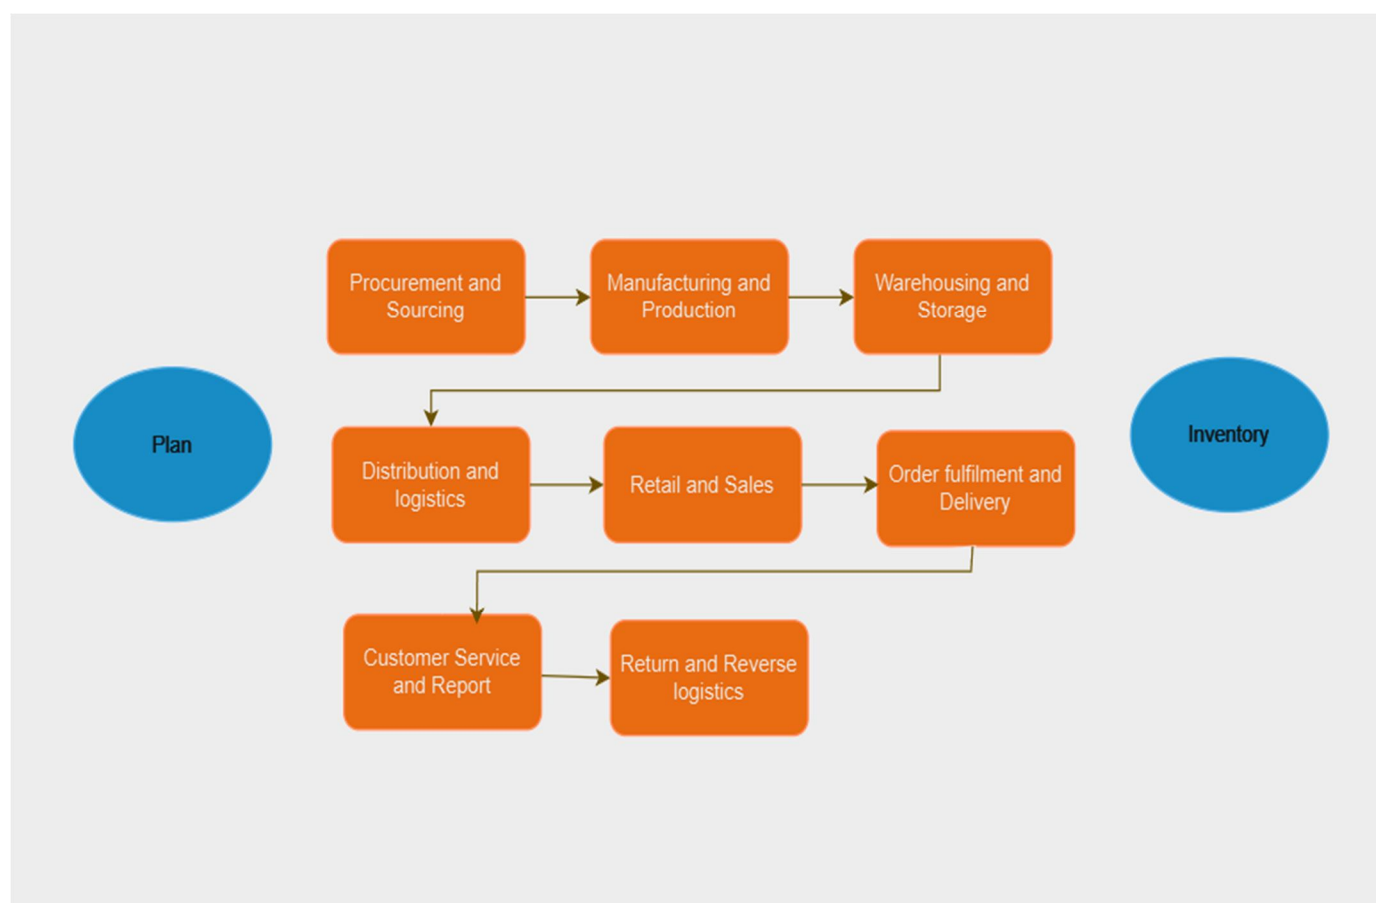 Procurement and
Sourcing
Manufacturing and
Production
Warehousing and
Storage
Plan
Inventory
Distribution and
logistics
Retail and Sales
Order fulfilment and
Delivery
Customer Service
and Report
Return and Reverse
logistics